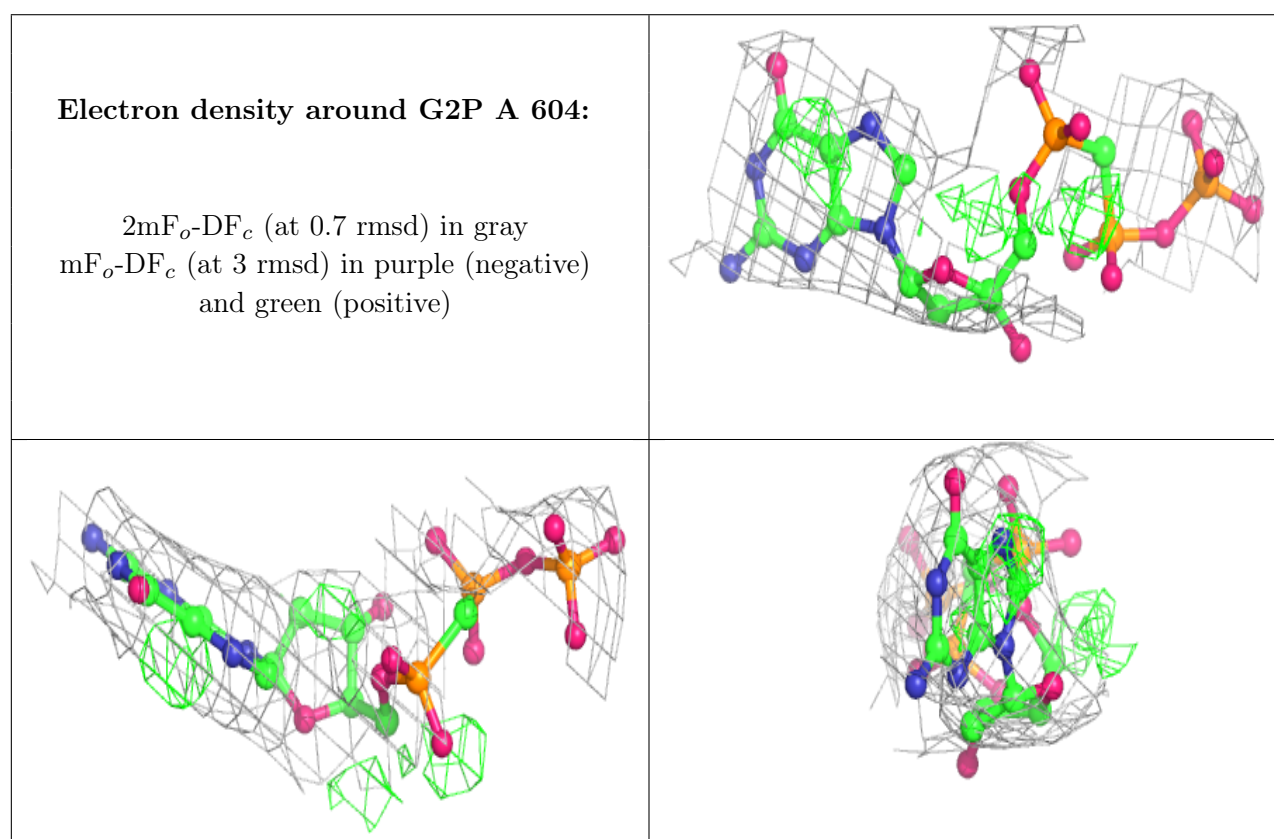 Electron density around G2P A 604:
2mFo-DFc (at 0.7 rmsd) in gray
mFo-DFc (at 3 rmsd) in purple (negative)
and green (positive)